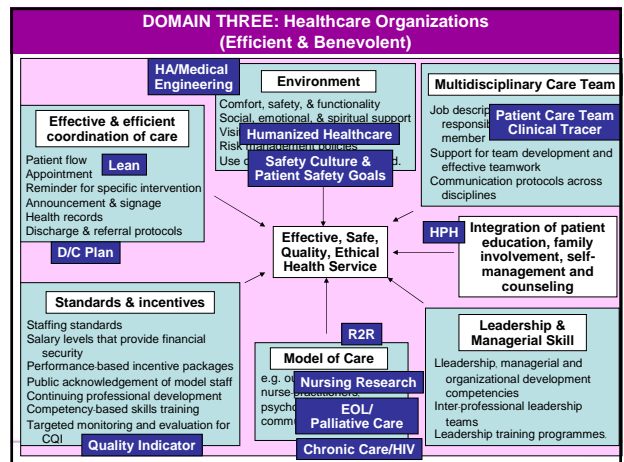 DOMAIN THREE: Healthcare Organizations
(Efficient & Benevolent)
HA/Medical
Engineering
Environment
Comfort, safety, & functionality
Social, emotional, & spiritual support
Humanized Healthcare
Risk management policies
Use
Safety Culture &
Patient Safety Goals
Multidisciplinary Care Team
Job
Patient Care Team
Clinical Tracer
member
Support for team development and
effective teamwork
Communication protocols across
disciplines
Effective & efficient
coordination of care
Patient flow
Lean
Appointment
Reminder for specific intervention
Announcement & signage
Health records
Discharge & referral protocols
D/C Plan
Effective, Safe,
Quality, Ethical
Health Service
HPH
Integration of patient
education, family
involvement, self-
management and
counseling
Standards & incentives
Staffing standards
Salary levels that provide financial
security
Performance-based incentive packages
Public acknowledgement of model staff
Continuing professional development
Competency-based skills training
Targeted monitoring and evaluation for
CQI
Quality Indicator
R2R
Model of Care
e.g.
Nursing Research
EOL/
Palliative Care
Chronic Care/HIV
Leadership &
Managerial Skill
Lleadership, managerial and
organizational development
competencies
Inter-professional leadership
teams
Leadership training programmes.